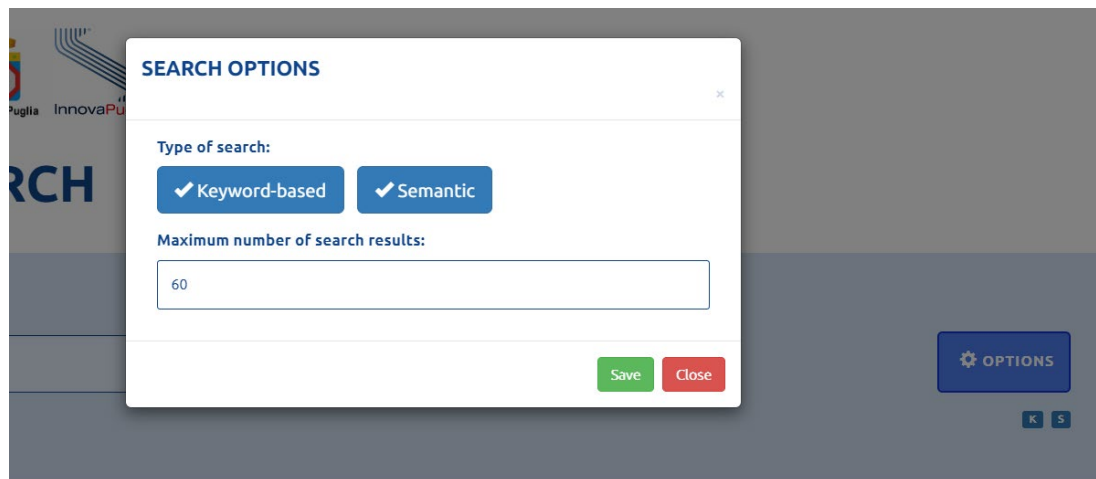 SEARCH OPTIONS
×
Puglia InnovaPu
Type of search:
RCH
Keyword-based Semantic
Maximum number of search results:
60
OPTIONS
Save Close
K S